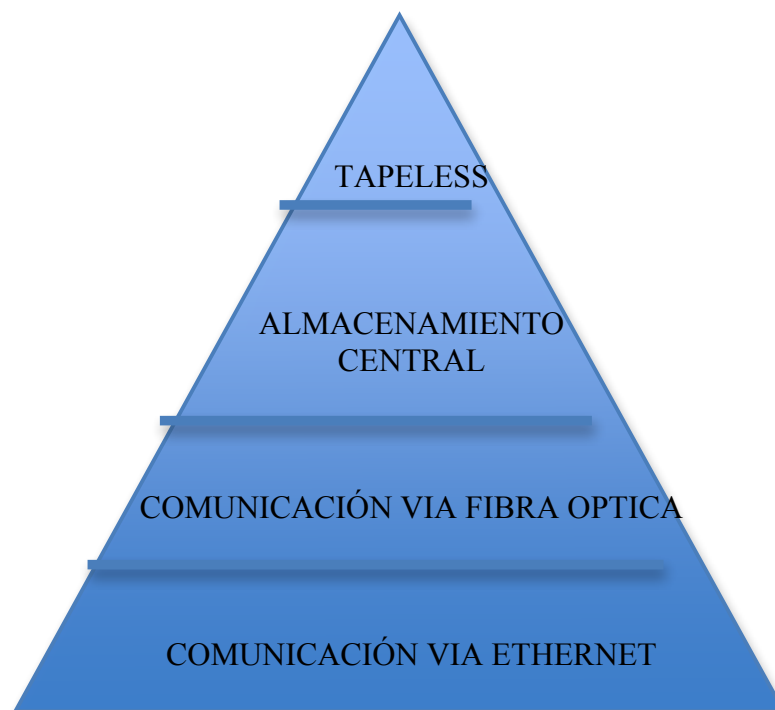 TAPELESS
ALMACENAMIENTO
CENTRAL
COMUNICACIÓN VIA FIBRA OPTICA
COMUNICACIÓN VIA ETHERNET